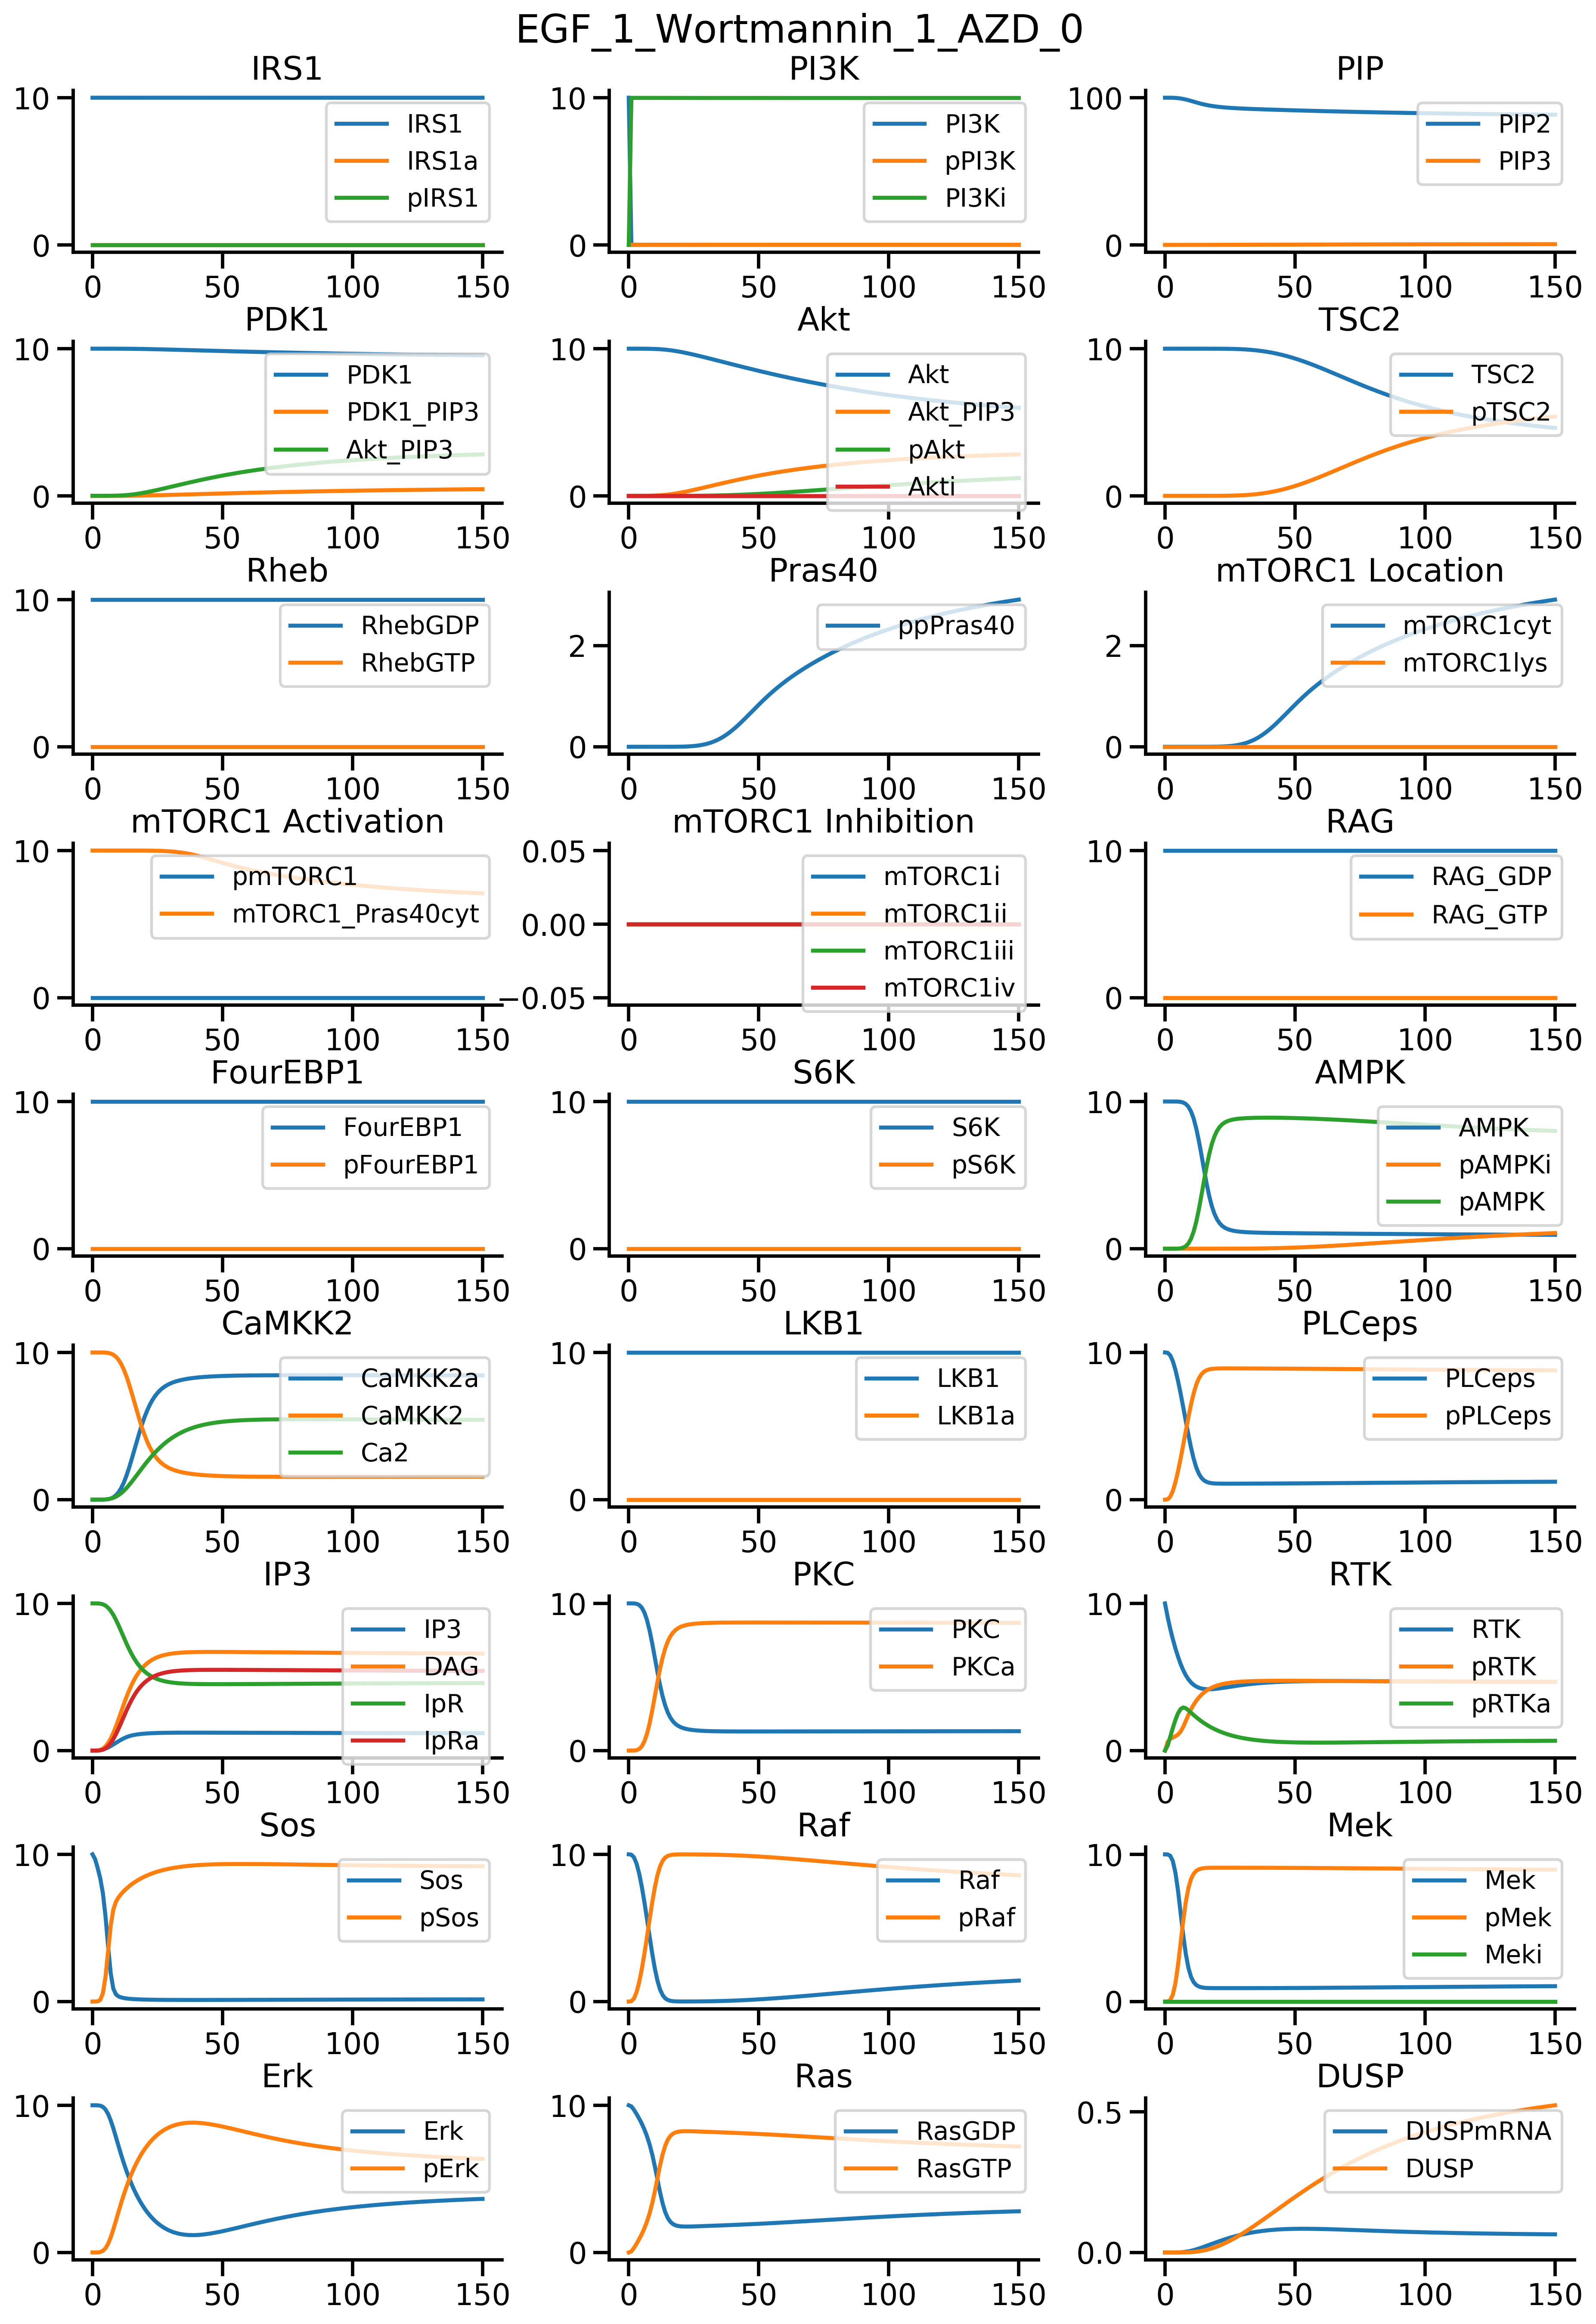 EGF_1_Wortmannin_1_AZD_0
IRS1
10
0
0 50 100 150
IRS1
IRS1a
pIRS1
PI3K
10
0
0 50 100 150
PI3K
pPI3K
PI3Ki
PIP
100
0
0 50 100 150
PIP2
PIP3
PDK1
10
0
0 50 100 150
PDK1
PDK1_PIP3
Akt_PIP3
Akt
10
0
0 50 100 150
Akt
Akt_PIP3
pAkt
Akti
TSC2
10
0
0 50 100 150
TSC2
pTSC2
Rheb
10
0
0 50 100 150
RhebGDP
RhebGTP
Pras40
2
0
0 50 100 150
ppPras40
mTORC1 Location
2
0
0 50 100 150
mTORC1cyt
mTORC1lys
mTORC1 Activation
10
0
0 50 100 150
pmTORC1
mTORC1_Pras40cyt
mTORC1 Inhibition
0.05
0.00
−0.05
0 50 100 150
mTORC1i
mTORC1ii
mTORC1iii
mTORC1iv
RAG
10
0
0 50 100 150
RAG_GDP
RAG_GTP
FourEBP1
10
0
0 50 100 150
FourEBP1
pFourEBP1
S6K
10
0
0 50 100 150
S6K
pS6K
AMPK
10
0
0 50 100 150
AMPK
pAMPKi
pAMPK
CaMKK2
10
0
0 50 100 150
CaMKK2a
CaMKK2
Ca2
LKB1
10
0
0 50 100 150
LKB1
LKB1a
PLCeps
10
0
0 50 100 150
PLCeps
pPLCeps
IP3
10
0
0 50 100 150
IP3
DAG
IpR
IpRa
PKC
10
0
0 50 100 150
PKC
PKCa
RTK
10
0
0 50 100 150
RTK
pRTK
pRTKa
Sos
10
0
0 50 100 150
Sos
pSos
Raf
10
0
0 50 100 150
Raf
pRaf
Mek
10
0
0 50 100 150
Mek
pMek
Meki
Erk
10
0
0 50 100 150
Erk
pErk
Ras
10
0
0 50 100 150
RasGDP
RasGTP
DUSP
0.5
0.0
0 50 100 150
DUSPmRNA
DUSP